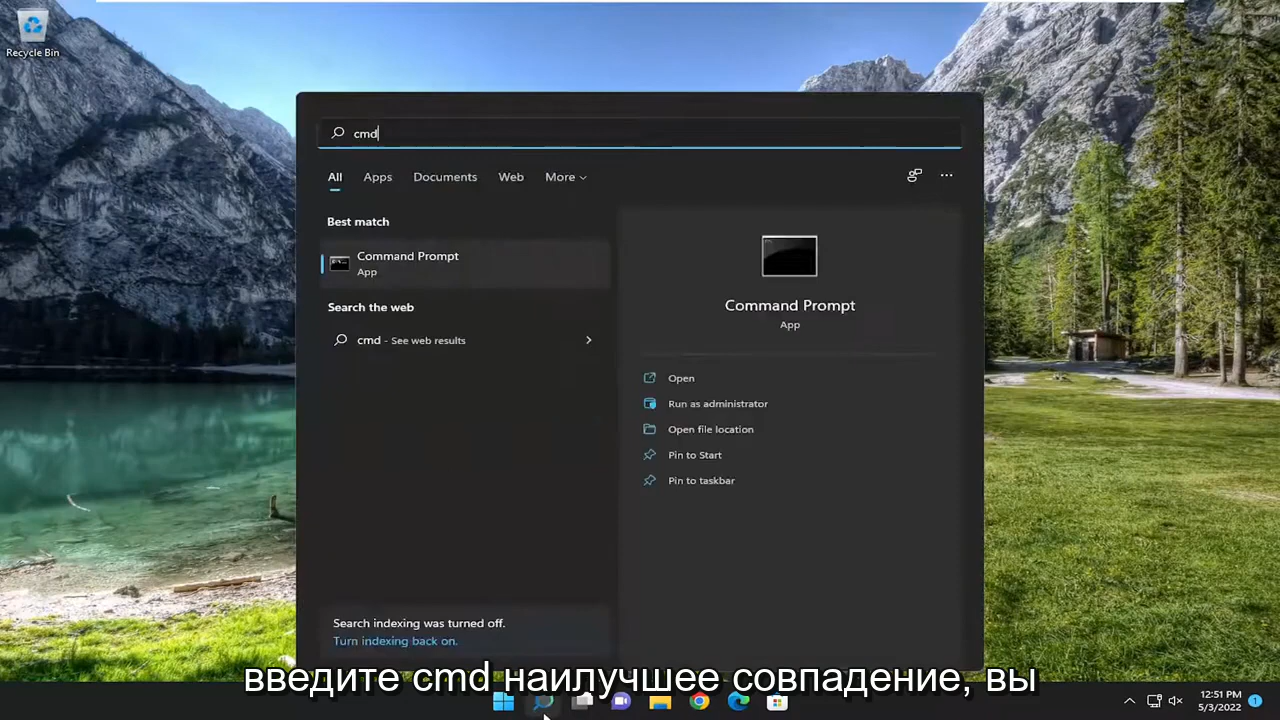 Recycle Bin
cmd
All Apps Documents Web More
Best match
Command Prompt
App
Search the web
cmd - See web results
Command Prompt
App
Open
Run as administrator
Open file location
Pin to Start
Pin to taskbar
Search indexing was turned off.
Turn indexing back on.
введите cmd наилучшее совпадение, вы
12:51 PM
5/3/2022
1